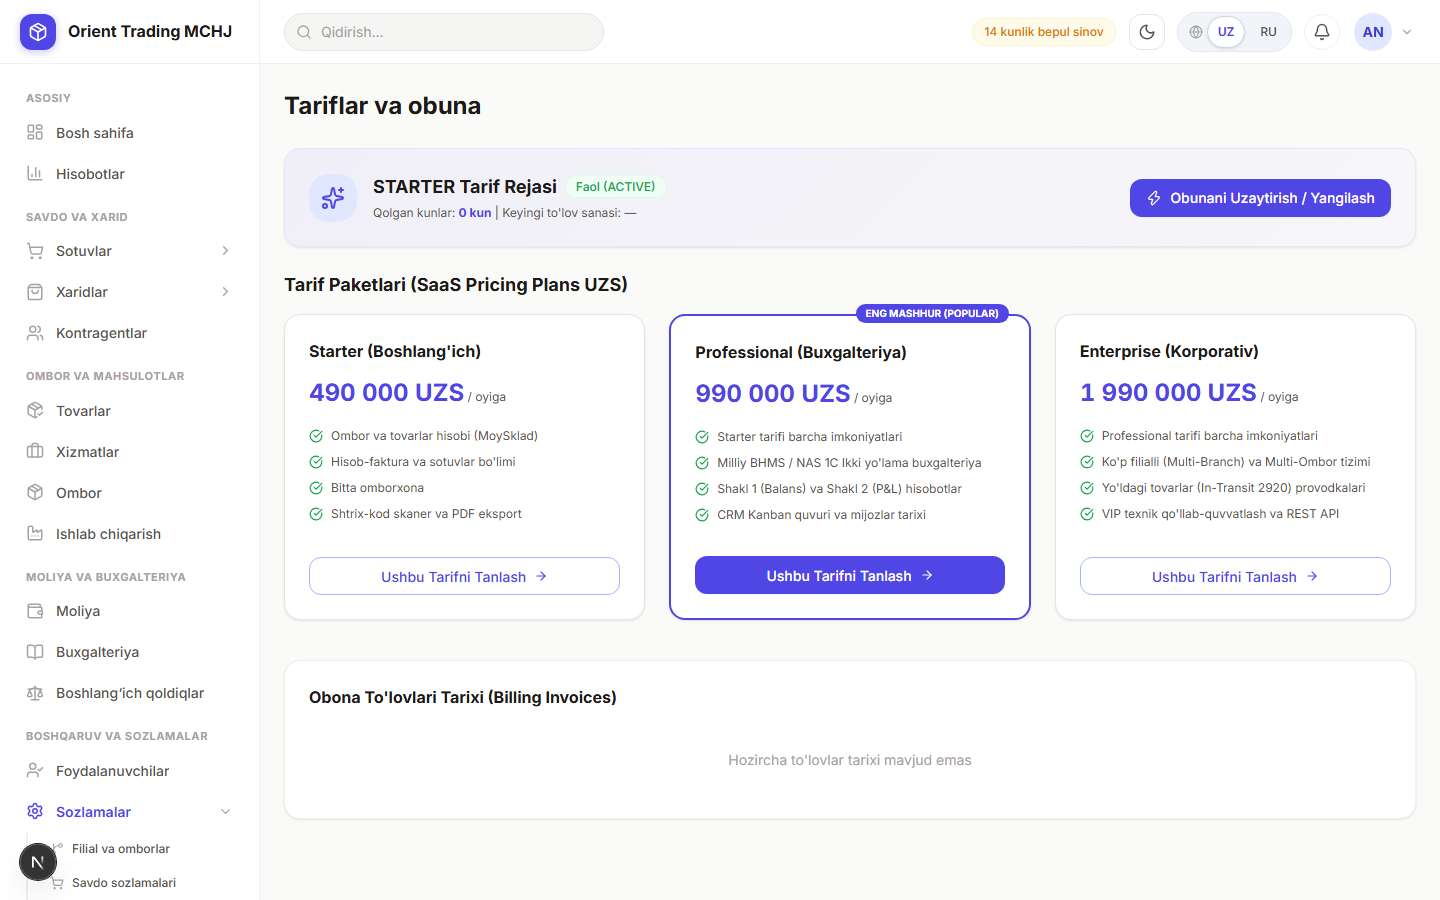 Orient Trading MCHJ
Qidirish...
14 kunlik bepul sinov
UZ
RU
AN
ASOSIY
Bosh sahifa
Hisobotlar
SAVDO VA XARID
Sotuvlar
Xaridlar
Kontragentlar
OMBOR VA MAHSULOTLAR
Tovarlar
Xizmatlar
Ombor
Ishlab chiqarish
MOLIYA VA BUXGALTERIYA
Moliya
Buxgalteriya
Boshlang‘ich qoldiqlar
BOSHQARUV VA SOZLAMALAR
Foydalanuvchilar
Sozlamalar
Filial va omborlar
Savdo sozlamalari
N
Tariflar va obuna
STARTER Tarif Rejasi
Faol (ACTIVE)
Qolgan kunlar: 0 kun | Keyingi to'lov sanasi: —
Obunani Uzaytirish / Yangilash
Tarif Paketlari (SaaS Pricing Plans UZS)
Starter (Boshlang'ich)
490 000 UZS / oyiga
Ombor va tovarlar hisobi (MoySklad)
Hisob-faktura va sotuvlar bo'limi
Bitta omborxona
Shtrix-kod skaner va PDF eksport
Ushbu Tarifni Tanlash
ENG MASHHUR (POPULAR)
Professional (Buxgalteriya)
990 000 UZS / oyiga
Starter tarifi barcha imkoniyatlari
Milliy BHMS / NAS 1C Ikki yo'lama buxgalteriya
Shakl 1 (Balans) va Shakl 2 (P&L) hisobotlar
CRM Kanban quvuri va mijozlar tarixi
Ushbu Tarifni Tanlash
Enterprise (Korporativ)
1 990 000 UZS / oyiga
Professional tarifi barcha imkoniyatlari
Ko'p filialli (Multi-Branch) va Multi-Ombor tizimi
Yo'ldagi tovarlar (In-Transit 2920) provodkalari
VIP texnik qo'llab-quvvatlash va REST API
Ushbu Tarifni Tanlash
Obona To'lovlari Tarixi (Billing Invoices)
Hozircha to'lovlar tarixi mavjud emas